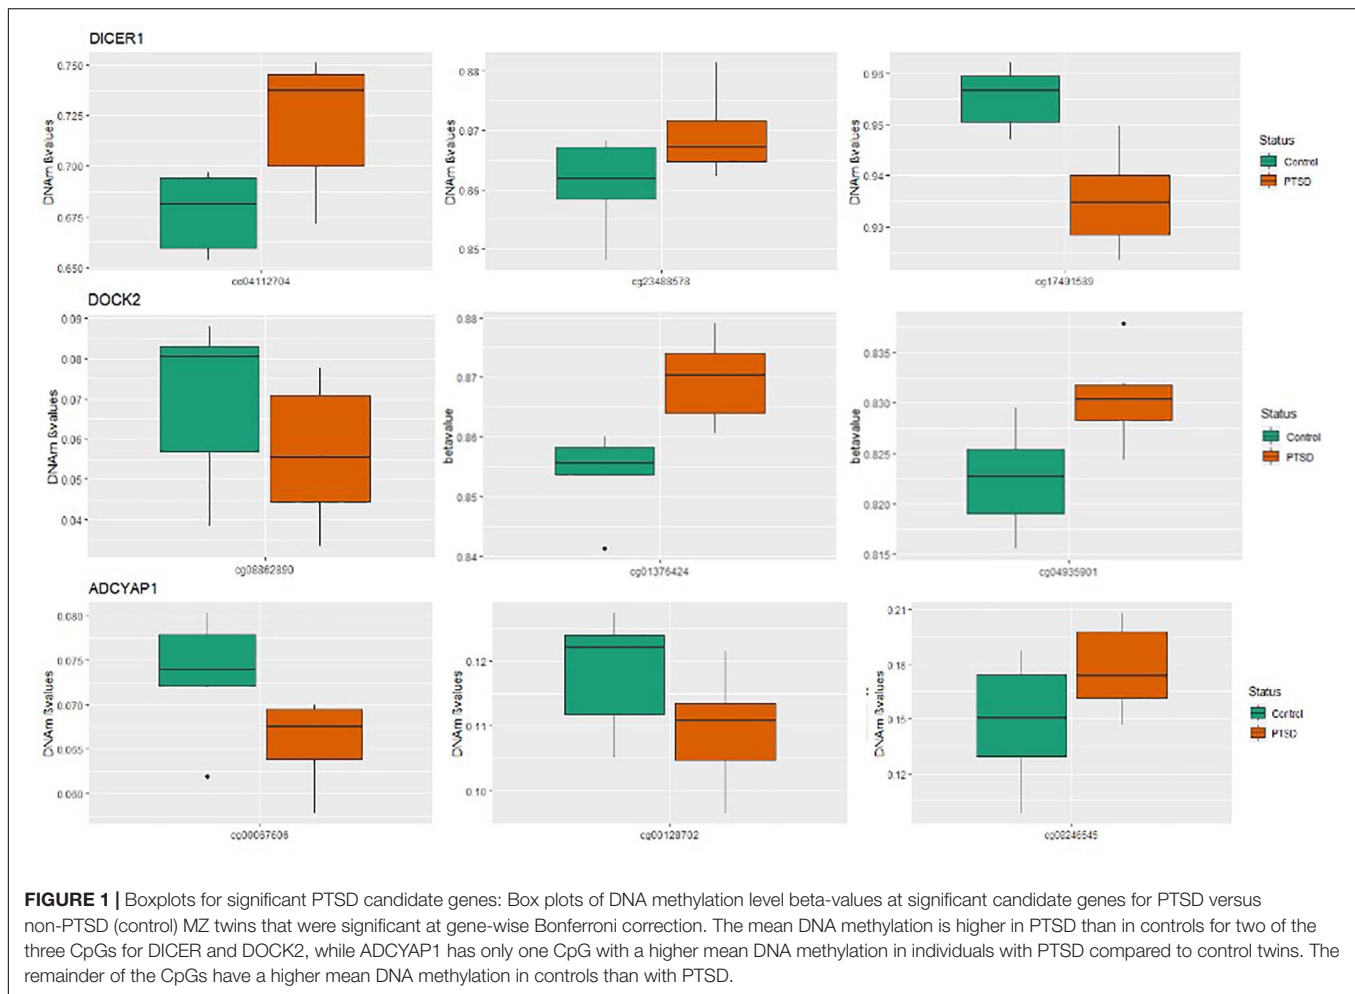 DICER1
0.750
0.725
0.700
0.675
0.650
DNAm ßvalues
cg04112704
0.88
0.87
0.86
0.85
DNAm ßvalues
cg23488578
0.96
0.95
0.94
0.93
DNAm ßvalues
cg17491589
Status
Control
PTSD
DOCK2
0.09
0.08
0.06
0.05
0.04
DNAm ßvalues
cg08862890
0.88
0.87
0.86
0.85
0.84
betavalue
cg01376424
0.835
0.830
0.825
0.820
0.815
betavalue
cg04935901
Status
Control
PTSD
ADCYAP1
0.080
0.075
0.070
0.065
0.060
DNAm ßvalues
cg00067606
0.12
0.11
0.10
DNAm ßvalues
cg00128702
0.21
0.18
0.15
0.12
DNAm ßvalues
cg08246545
Status
Control
PTSD
FIGURE 1 | Boxplots for significant PTSD candidate genes: Box plots of DNA methylation level beta-values at significant candidate genes for PTSD versus
non-PTSD (control) MZ twins that were significant at gene-wise Bonferroni correction. The mean DNA methylation is higher in PTSD than in controls for two of the
three CpGs for DICER and DOCK2, while ADCYAP1 has only one CpG with a higher mean DNA methylation in individuals with PTSD compared to control twins. The
remainder of the CpGs have a higher mean DNA methylation in controls than with PTSD.